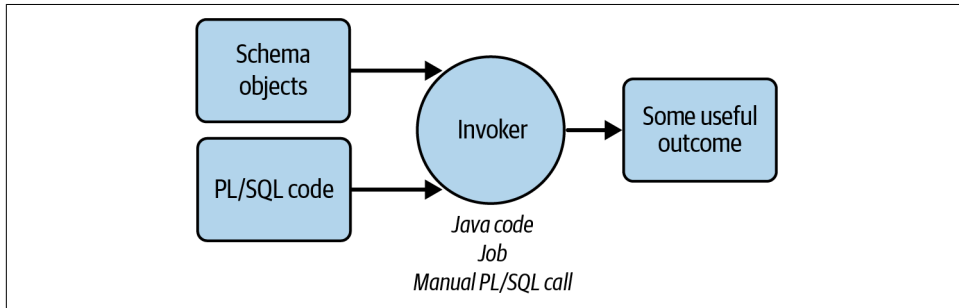 Schema
objects
PL/SQL code
Invoker
Some useful
outcome
Java code
Job
Manual PL/SQL call